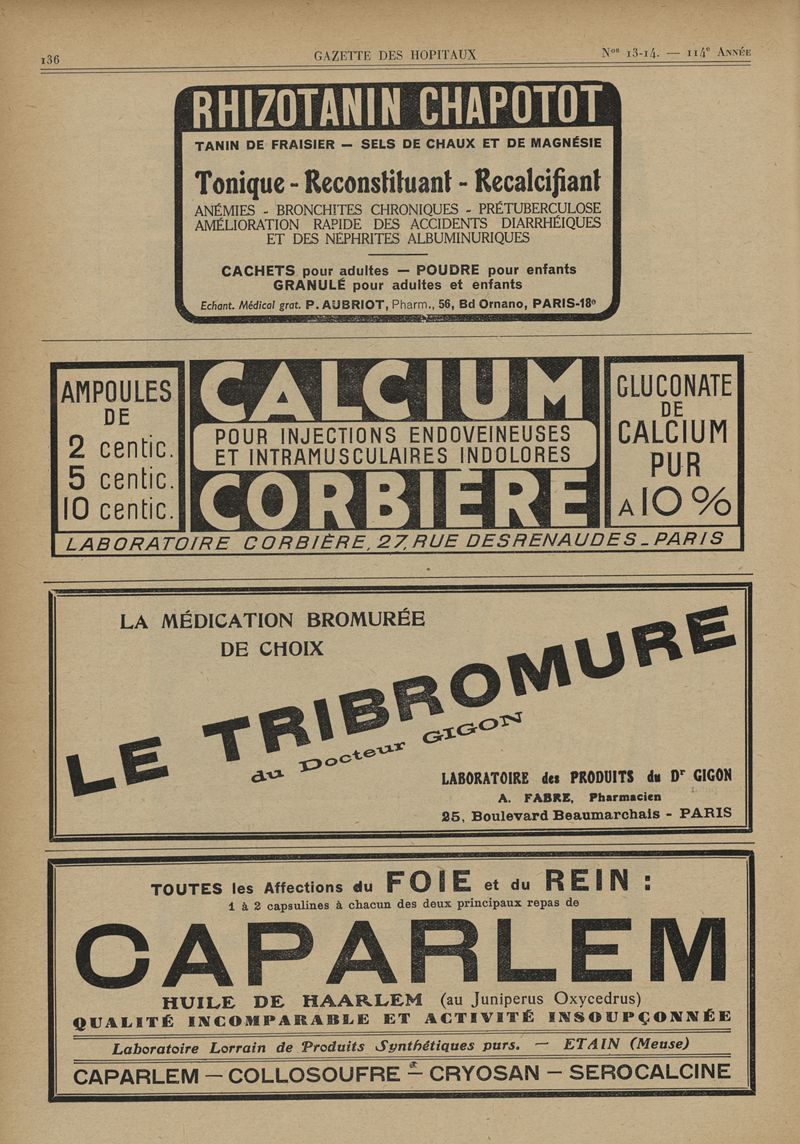 136
GAZETTE DES HOPITAUX
Nos 13-14. — 114e ANNÉE
RHIZOTANIN CHAPOTOT
TANIN DE FRAISIER — SELS DE CHAUX ET DE MAGNÉSIE
Tonique - Reconstituant - Recalcifiant
ANÉMIES - BRONCHITES CHRONIQUES - PRÉTUBERCULOSE
AMÉLIORATION RAPIDE DES ACCIDENTS DIARRHÉIQUES
ET DES NÉPHRITES ALBUMINURIQUES
CACHETS pour adultes — POUDRE pour enfants
GRANULÉ pour adultes et enfants
Echant. Médical grat. P. AUBRIOT, Pharm., 56, Bd Ornano, PARIS-18e
AMPOULES
DE
2 centic.
5 centic.
10 centic.
CALCIUM
POUR INJECTIONS ENDOVEINEUSES
ET INTRAMUSCULAIRES INDOLORES
CORBIÈRE
GLUCONATE
DE
CALCIUM
PUR
A 10 %
LABORATOIRE CORBIÈRE, 27, RUE DESRENAUDES - PARIS
LA MÉDICATION BROMURÉE
DE CHOIX
LE TRIBROMURE
du Docteur GIGON
LABORATOIRE des PRODUITS du Dr GIGON
A. FABRE, Pharmacien
25, Boulevard Beaumarchais - PARIS
TOUTES les Affections du FOIE et du REIN :
1 à 2 capsulines à chacun des deux principaux repas de
CAPARLEM
HUILE DE HAARLEM (au Juniperus Oxycedrus)
QUALITÉ INCOMPARABLE ET ACTIVITÉ INSOUPÇONNÉE
Laboratoire Lorrain de Produits Synthétiques purs. — ETAIN (Meuse)
CAPARLEM — COLLOSOUFRE — CRYOSAN — SEROCALCINE